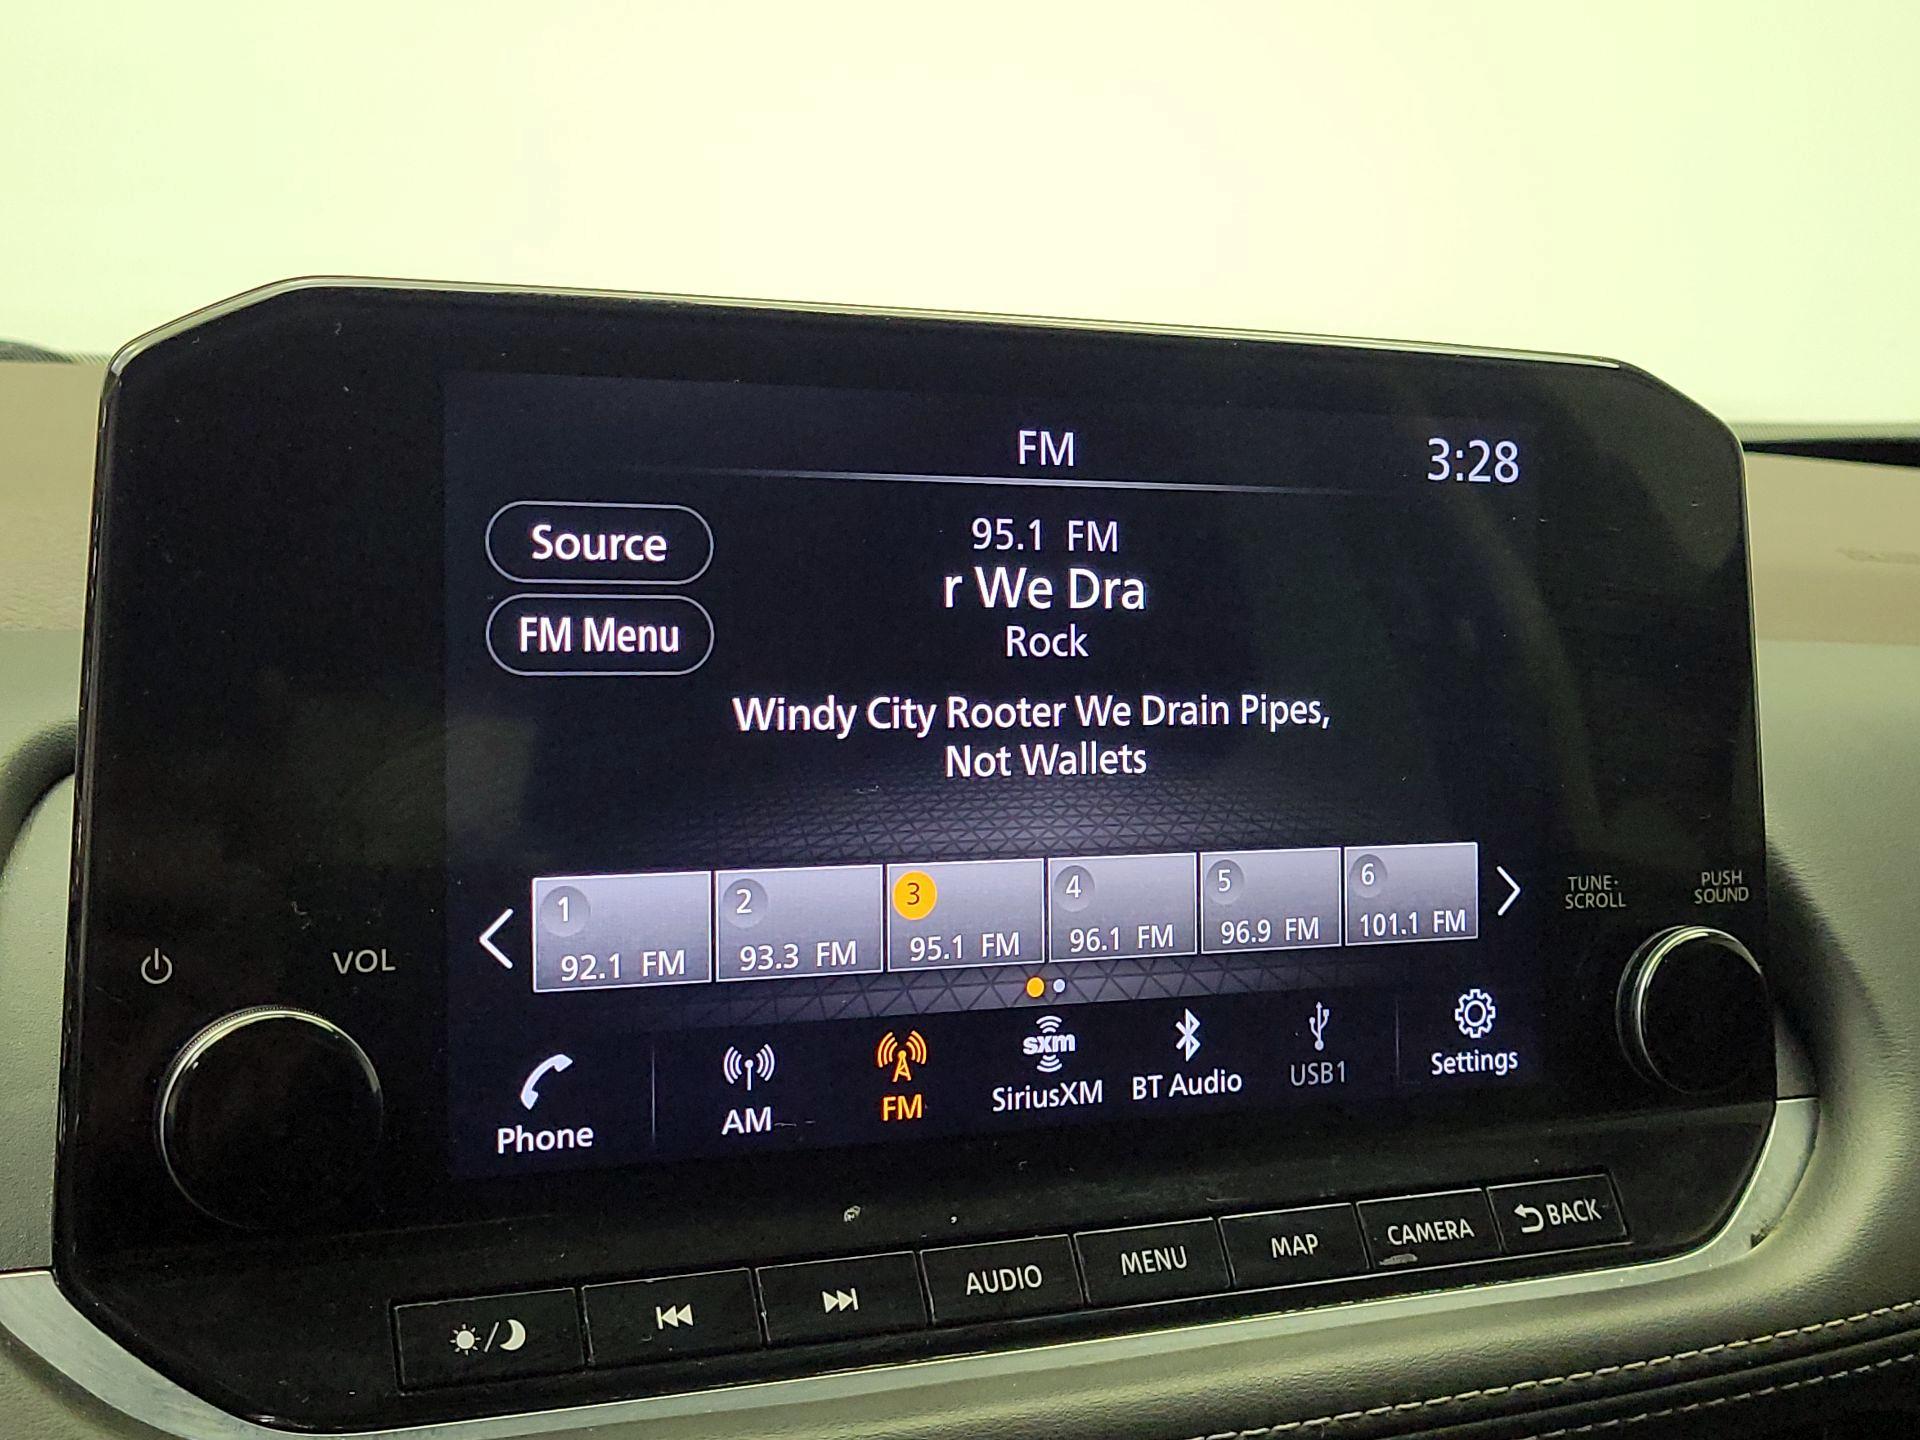 FM
3:28
Source
95.1 FM
r We Dra
FM Menu
Rock
Windy City Rooter We Drain Pipes,
Not Wallets
1
2
3
4
5
6
92.1 FM
93.3 FM
95.1 FM
96.1 FM
96.9 FM
101.1 FM
TUNE·
SCROLL
PUSH
SOUND
VOL
Phone
AM
FM
sxm
SiriusXM
BT Audio
USB1
Settings
AUDIO
MENU
MAP
CAMERA
BACK